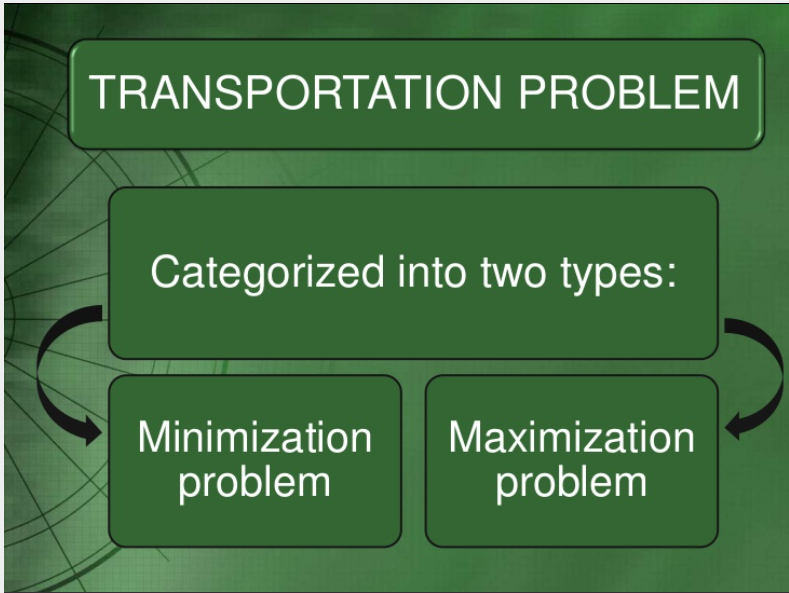 TRANSPORTATION PROBLEM
Categorized into two types:
Minimization
problem
Maximization
problem